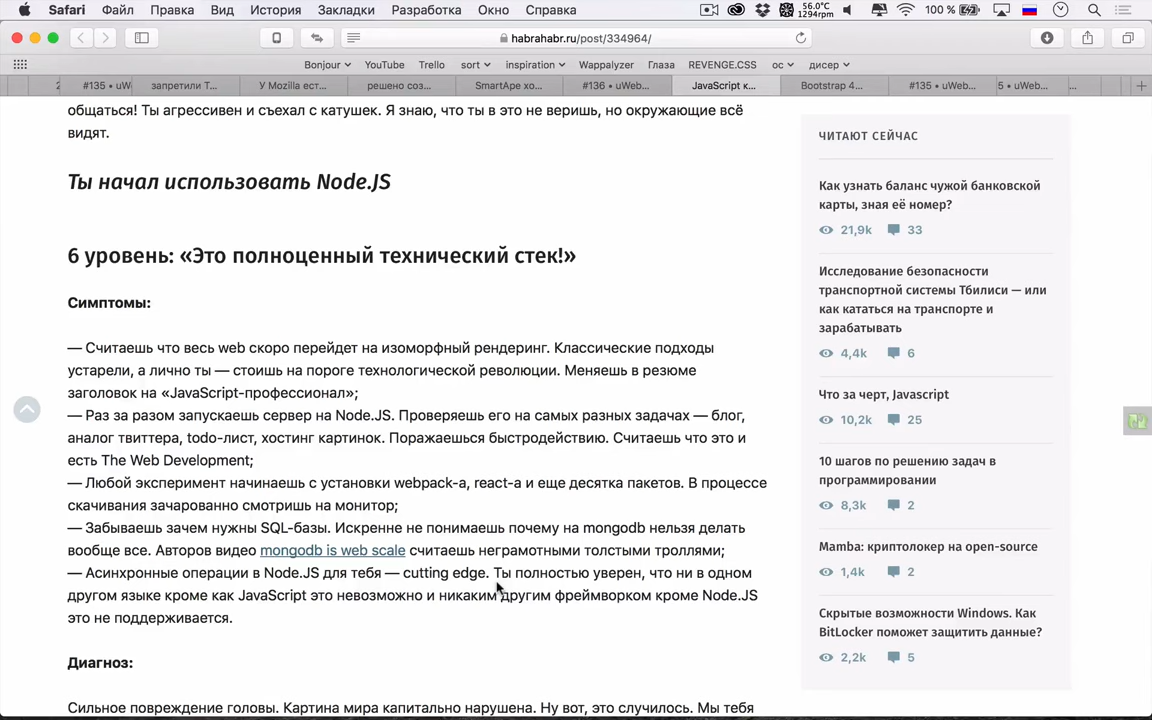 Safari Файл Правка Вид История Закладки Разработка Окно Справка 56.0°C 1294rpm 100 %
habrahabr.ru/post/334964/
Bonjour YouTube Trello sort inspiration Wappalyzer Глаза REVENGE.CSS ос дисер
#135 • uW запретили Т... У Mozilla ест... решено соз... SmartApe хо... #136 • uWeb... JavaScript к... Bootstrap 4... #135 • uWeb... 5 • uWeb...
общаться! Ты агрессивен и съехал с катушек. Я знаю, что ты в это не веришь, но окружающие всё
видят.
Ты начал использовать Node.JS
6 уровень: «Это полноценный технический стек!»
Симптомы:
— Считаешь что весь web скоро перейдет на изоморфный рендеринг. Классические подходы
устарели, а лично ты — стоишь на пороге технологической революции. Меняешь в резюме
заголовок на «JavaScript-профессионал»;
— Раз за разом запускаешь сервер на Node.JS. Проверяешь его на самых разных задачах — блог,
аналог твиттера, todo-лист, хостинг картинок. Поражаешься быстродействию. Считаешь что это и
есть The Web Development;
— Любой эксперимент начинаешь с установки webpack-а, react-а и еще десятка пакетов. В процессе
скачивания зачарованно смотришь на монитор;
— Забываешь зачем нужны SQL-базы. Искренне не понимаешь почему на mongodb нельзя делать
вообще все. Авторов видео mongodb is web scale считаешь неграмотными толстыми троллями;
— Асинхронные операции в Node.JS для тебя — cutting edge. Ты полностью уверен, что ни в одном
другом языке кроме как JavaScript это невозможно и никаким другим фреймворком кроме Node.JS
это не поддерживается.
Диагноз:
Сильное повреждение головы. Картина мира капитально нарушена. Ну вот, это случилось. Мы тебя
ЧИТАЮТ СЕЙЧАС
Как узнать баланс чужой банковской
карты, зная её номер?
21,9k 33
Исследование безопасности
транспортной системы Тбилиси — или
как кататься на транспорте и
зарабатывать
4,4k 6
Что за черт, Javascript
10,2k 25
10 шагов по решению задач в
программировании
8,3k 2
Mamba: криптолокер на open-source
1,4k 2
Скрытые возможности Windows. Как
BitLocker поможет защитить данные?
2,2k 5